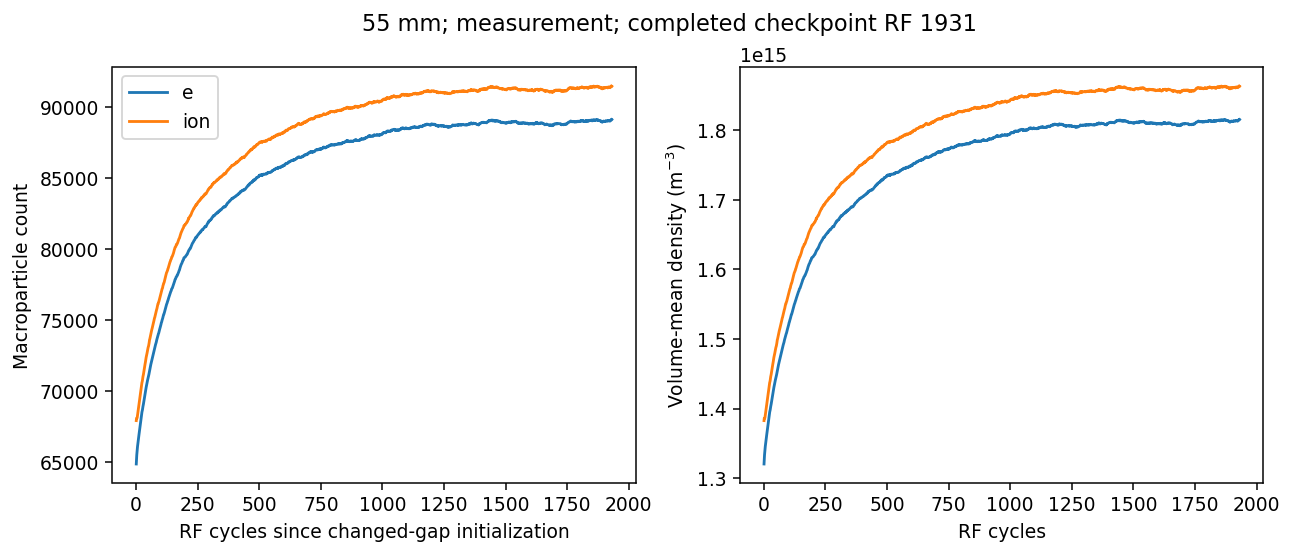 55 mm; measurement; completed checkpoint RF 1931
Macroparticle count
90000
85000
80000
75000
70000
65000
e
ion
0 250 500 750 1000 1250 1500 1750 2000
RF cycles since changed-gap initialization
1e15
Volume-mean density (m⁻³)
1.8
1.7
1.6
1.5
1.4
1.3
0 250 500 750 1000 1250 1500 1750 2000
RF cycles